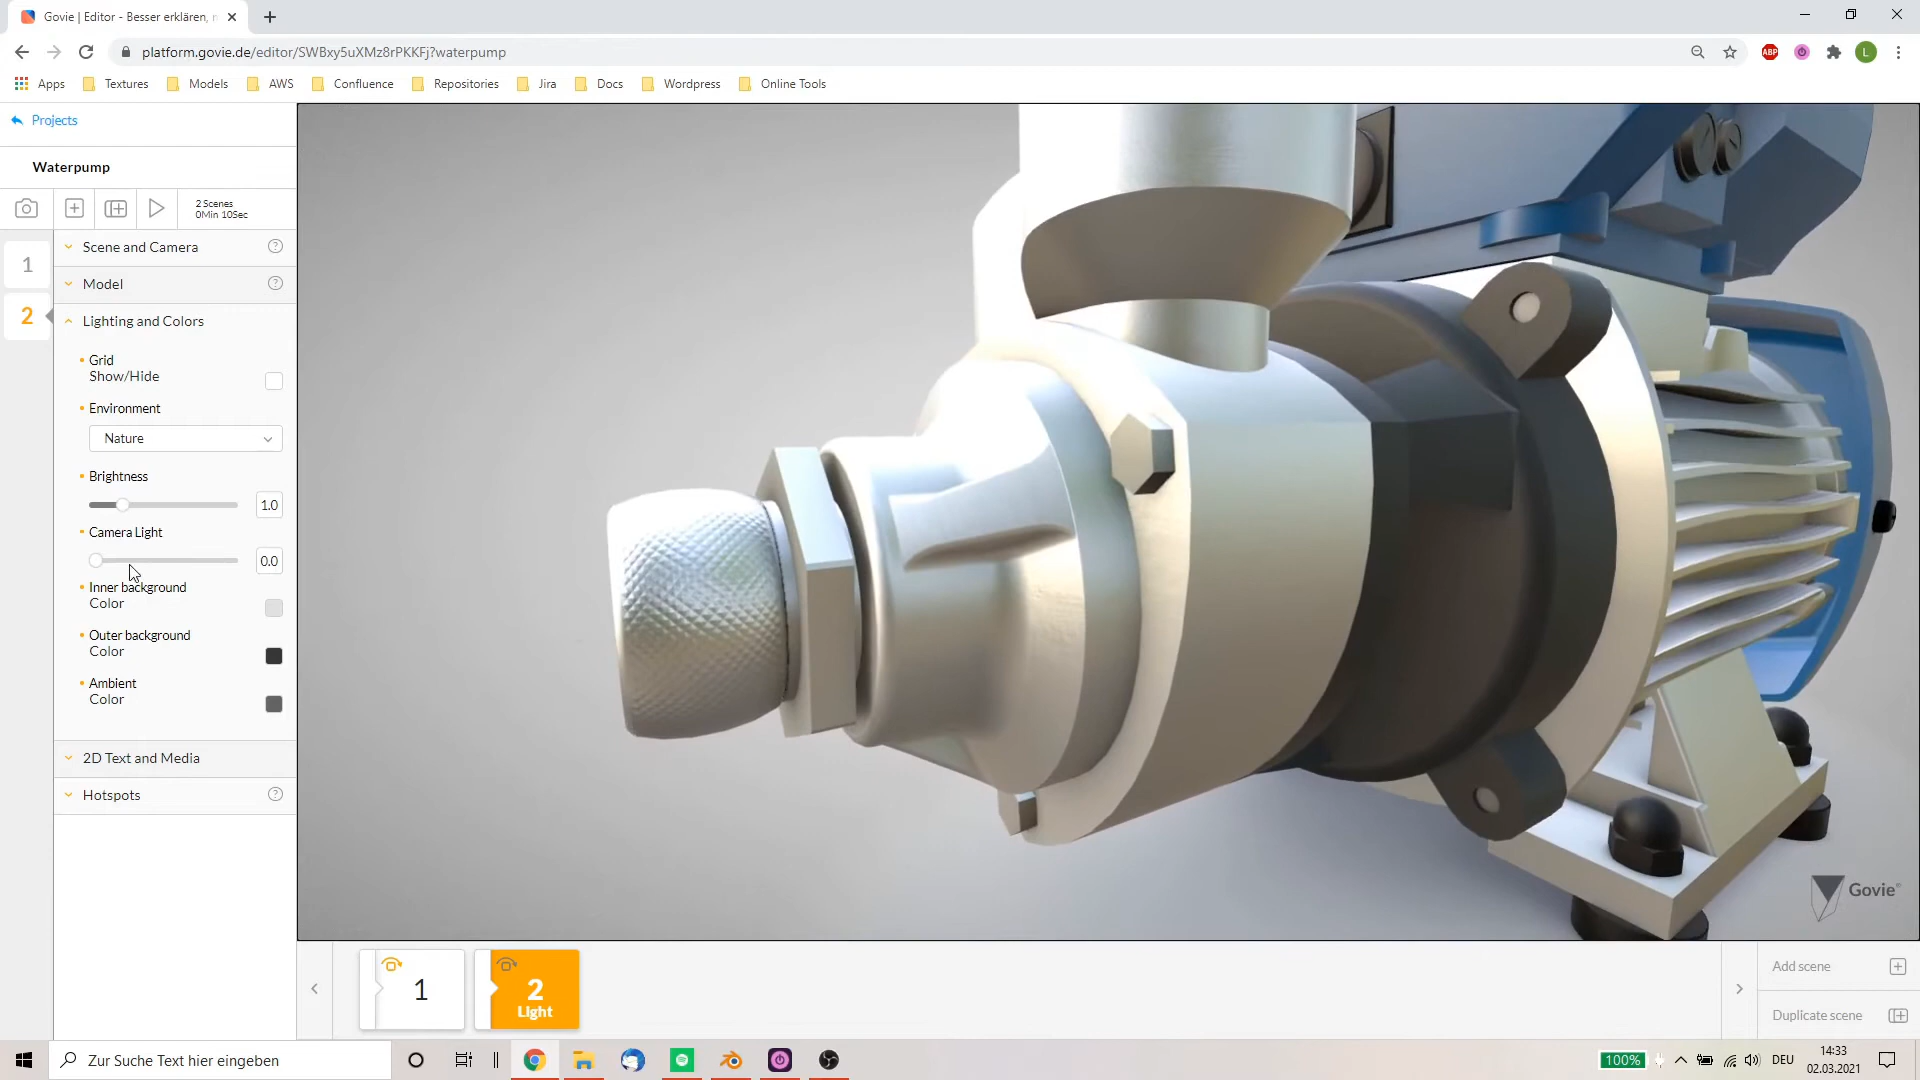 Govie | Editor - Besser erklären, n
platform.govie.de/editor/SWBxy5uXMz8rPKKFj?waterpump
ABP
L
Apps
Textures
Models
AWS
Confluence
Repositories
Jira
Docs
Wordpress
Online Tools
Projects
Waterpump
2 Scenes
0Min 10Sec
1
2
Scene and Camera
?
Model
?
Lighting and Colors
Grid
Show/Hide
Environment
Nature
Brightness
1.0
Camera Light
0.0
Inner background
Color
Outer background
Color
Ambient
Color
2D Text and Media
Hotspots
?
Govie
1
2
Light
Add scene
Duplicate scene
Zur Suche Text hier eingeben
100%
DEU
14:33
02.03.2021